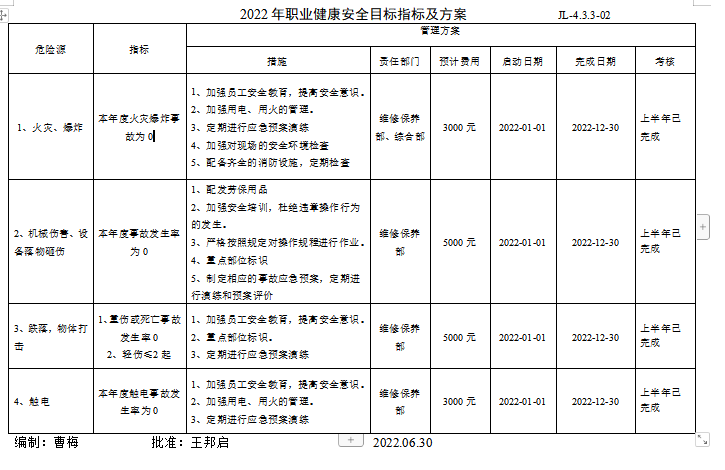 2022 年职业健康安全目标指标及方案 JL-4.3.3-02
危险源 指标 管理方案
措施 责任部门 预计费用 启动日期 完成日期 考核
1、火灾、爆炸
本年度火灾爆炸事
故为 0
1、加强员工安全教育，提高安全意识。
2、加强用电、用火的管理。
3、定期进行应急预案演练
4、加强对现场的安全环境检查
5、配备齐全的消防设施，定期检查
维修保养
部、综合部
3000 元
2022-01-01
2022-12-30
上半年已
完成
2、机械伤害、设
备落物砸伤
本年度事故发生率
为 0
1、配发劳保用品
2、加强安全培训，杜绝违章操作行为
的发生。
3、严格按照规定对操作规程进行作业。
4、重点部位标识
5、制定相应的事故应急预案，定期进
行演练和预案评价
维修保养
部
5000 元
2022-01-01
2022-12-30
上半年已
完成
3、跌落，物体打
击
1、重伤或死亡事故
发生率 0
2、轻伤≤2 起
1、加强员工安全教育，提高安全意识。
2、重点部位标识。
3、定期进行应急预案演练
维修保养
部
5000 元
2022-01-01
2022-12-30
上半年已
完成
4、触电
本年度触电事故发
生率为 0
1、加强员工安全教育，提高安全意识。
2、加强用电、用火的管理。
3、定期进行应急预案演练
维修保养
部
3000 元
2022-01-01
2022-12-30
上半年已
完成
编制：曹梅 批准：王邦启 2022.06.30